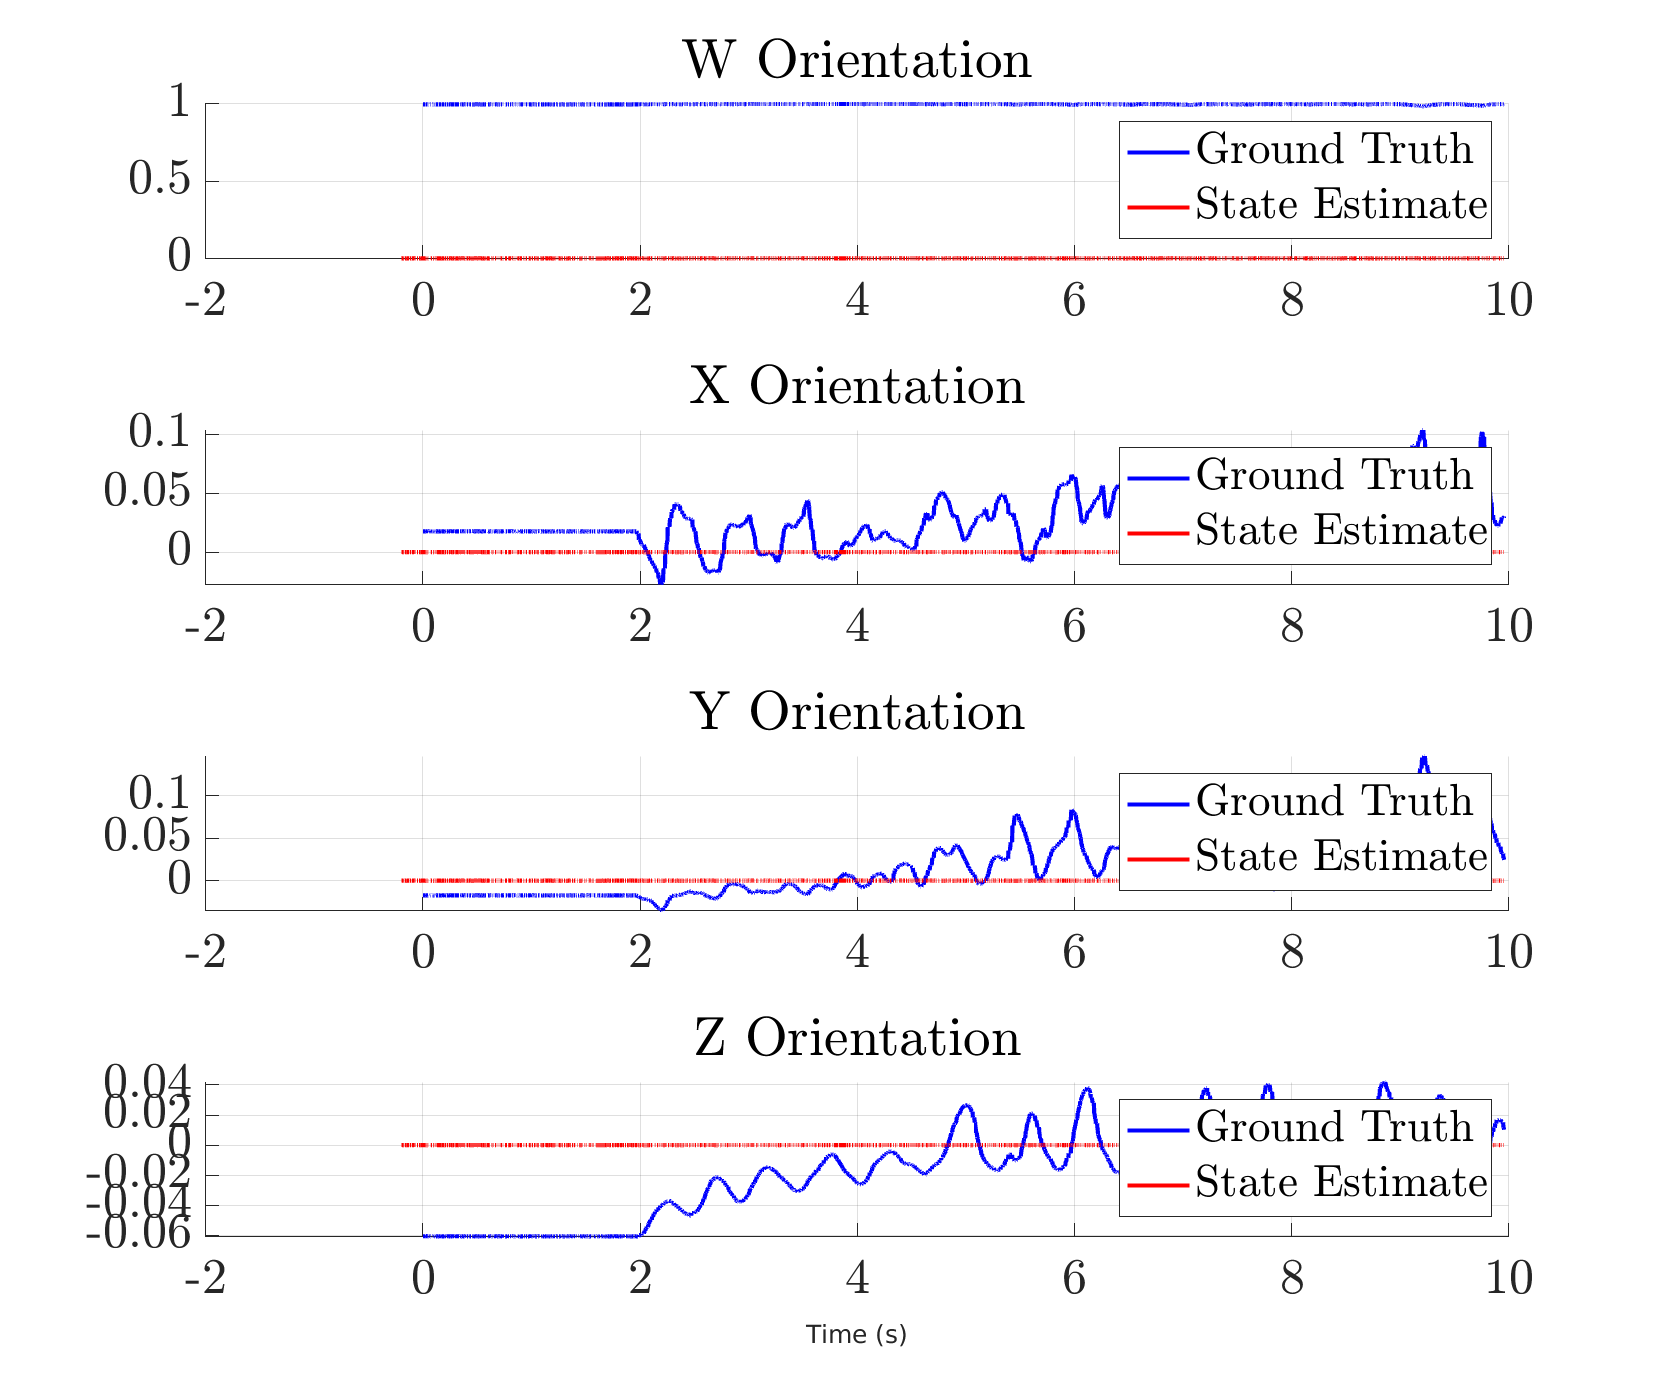 W Orientation
1
0.5
0
Ground Truth
State Estimate
-2 0 2 4 6 8 10
X Orientation
0.1
0.05
0
Ground Truth
State Estimate
-2 0 2 4 6 8 10
Y Orientation
0.1
0.05
0
Ground Truth
State Estimate
-2 0 2 4 6 8 10
Z Orientation
0.04
0.02
0
-0.02
-0.04
-0.06
Ground Truth
State Estimate
-2 0 2 4 6 8 10
Time (s)